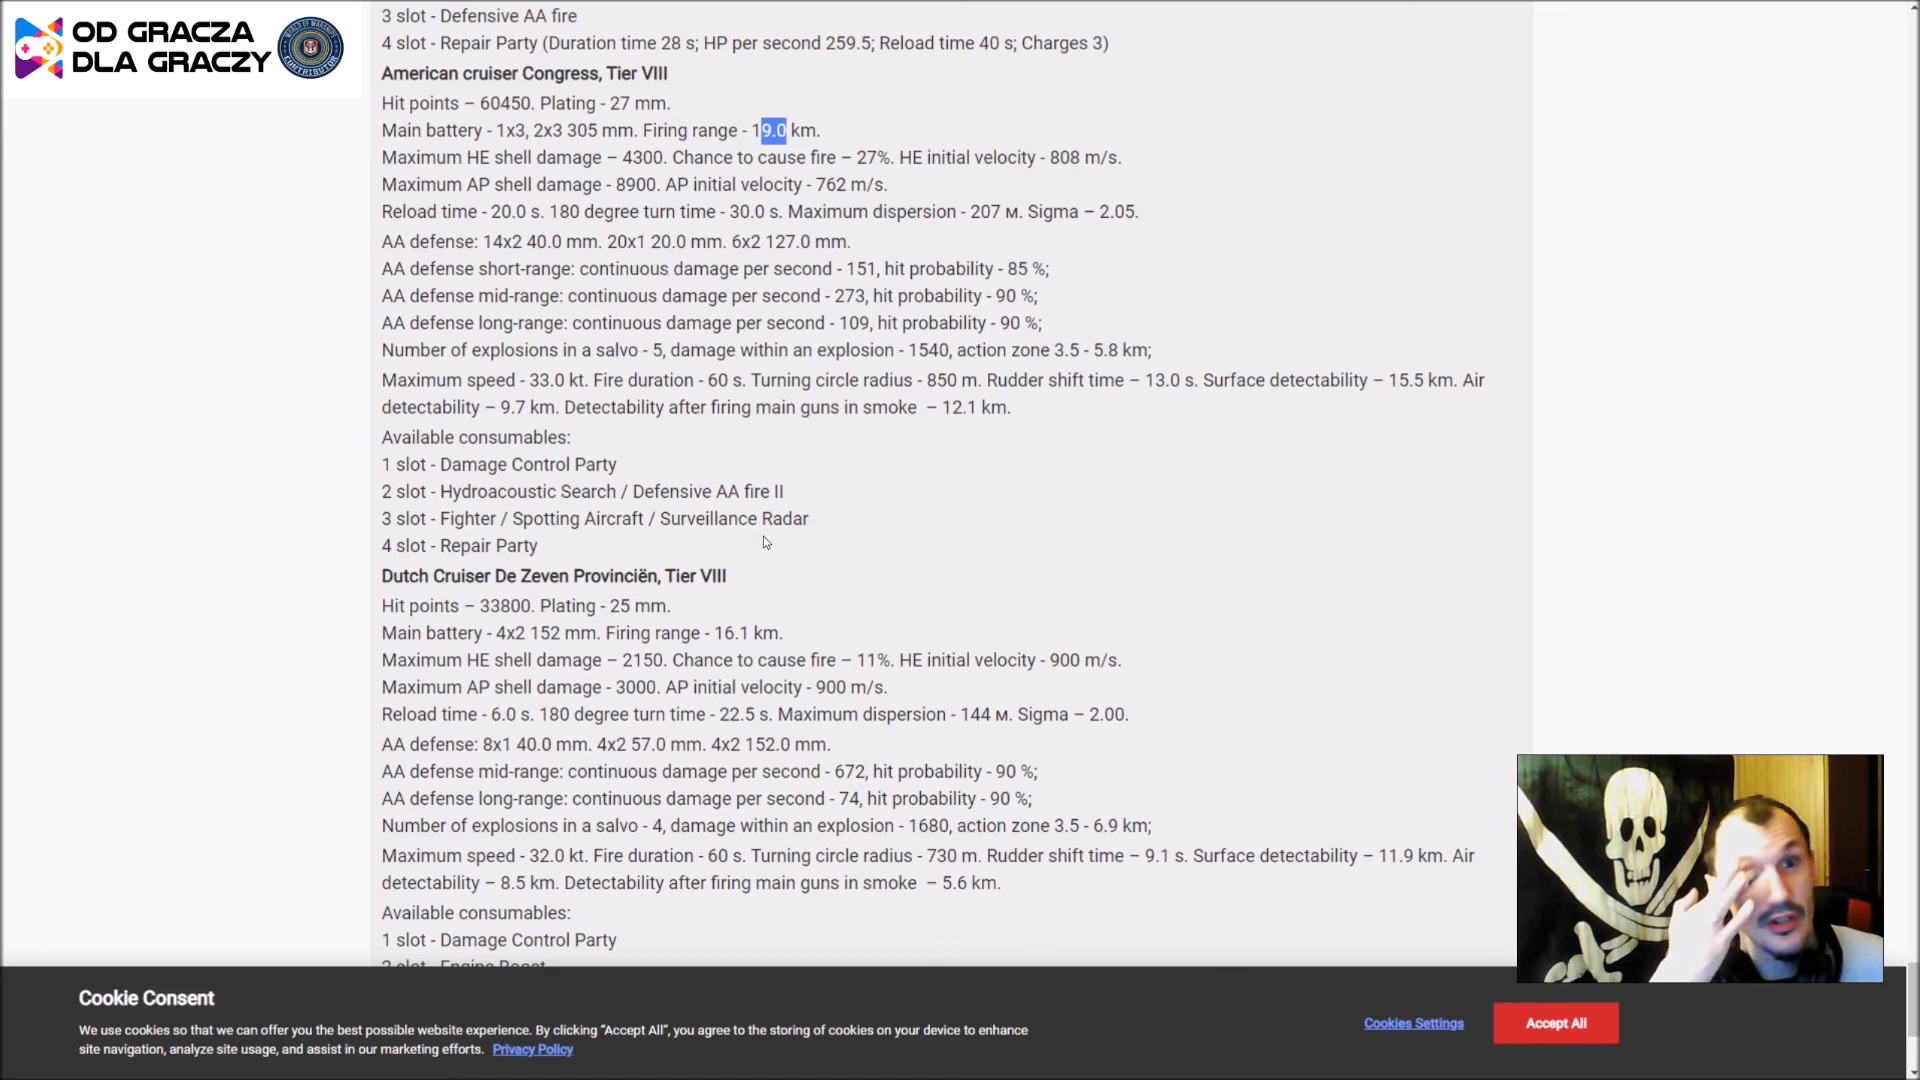 OD GRACZA
DLA GRACZY
WORLD OF WARSHIPS
CONTRIBUTOR
3 slot - Defensive AA fire
4 slot - Repair Party (Duration time 28 s; HP per second 259.5; Reload time 40 s; Charges 3)
American cruiser Congress, Tier VIII
Hit points – 60450. Plating - 27 mm.
Main battery - 1x3, 2x3 305 mm. Firing range - 19.0 km.
Maximum HE shell damage – 4300. Chance to cause fire – 27%. HE initial velocity - 808 m/s.
Maximum AP shell damage - 8900. AP initial velocity - 762 m/s.
Reload time - 20.0 s. 180 degree turn time - 30.0 s. Maximum dispersion - 207 м. Sigma – 2.05.
AA defense: 14x2 40.0 mm. 20x1 20.0 mm. 6x2 127.0 mm.
AA defense short-range: continuous damage per second - 151, hit probability - 85 %;
AA defense mid-range: continuous damage per second - 273, hit probability - 90 %;
AA defense long-range: continuous damage per second - 109, hit probability - 90 %;
Number of explosions in a salvo - 5, damage within an explosion - 1540, action zone 3.5 - 5.8 km;
Maximum speed - 33.0 kt. Fire duration - 60 s. Turning circle radius - 850 m. Rudder shift time – 13.0 s. Surface detectability – 15.5 km. Air
detectability – 9.7 km. Detectability after firing main guns in smoke – 12.1 km.
Available consumables:
1 slot - Damage Control Party
2 slot - Hydroacoustic Search / Defensive AA fire II
3 slot - Fighter / Spotting Aircraft / Surveillance Radar
4 slot - Repair Party
Dutch Cruiser De Zeven Provinciën, Tier VIII
Hit points – 33800. Plating - 25 mm.
Main battery - 4x2 152 mm. Firing range - 16.1 km.
Maximum HE shell damage – 2150. Chance to cause fire – 11%. HE initial velocity - 900 m/s.
Maximum AP shell damage - 3000. AP initial velocity - 900 m/s.
Reload time - 6.0 s. 180 degree turn time - 22.5 s. Maximum dispersion - 144 м. Sigma – 2.00.
AA defense: 8x1 40.0 mm. 4x2 57.0 mm. 4x2 152.0 mm.
AA defense mid-range: continuous damage per second - 672, hit probability - 90 %;
AA defense long-range: continuous damage per second - 74, hit probability - 90 %;
Number of explosions in a salvo - 4, damage within an explosion - 1680, action zone 3.5 - 6.9 km;
Maximum speed - 32.0 kt. Fire duration - 60 s. Turning circle radius - 730 m. Rudder shift time – 9.1 s. Surface detectability – 11.9 km. Air
detectability – 8.5 km. Detectability after firing main guns in smoke – 5.6 km.
Available consumables:
1 slot - Damage Control Party
2 slot - Engine Boost
Cookie Consent
We use cookies so that we can offer you the best possible website experience. By clicking “Accept All”, you agree to the storing of cookies on your device to enhance
site navigation, analyze site usage, and assist in our marketing efforts. Privacy Policy
Cookies Settings
Accept All